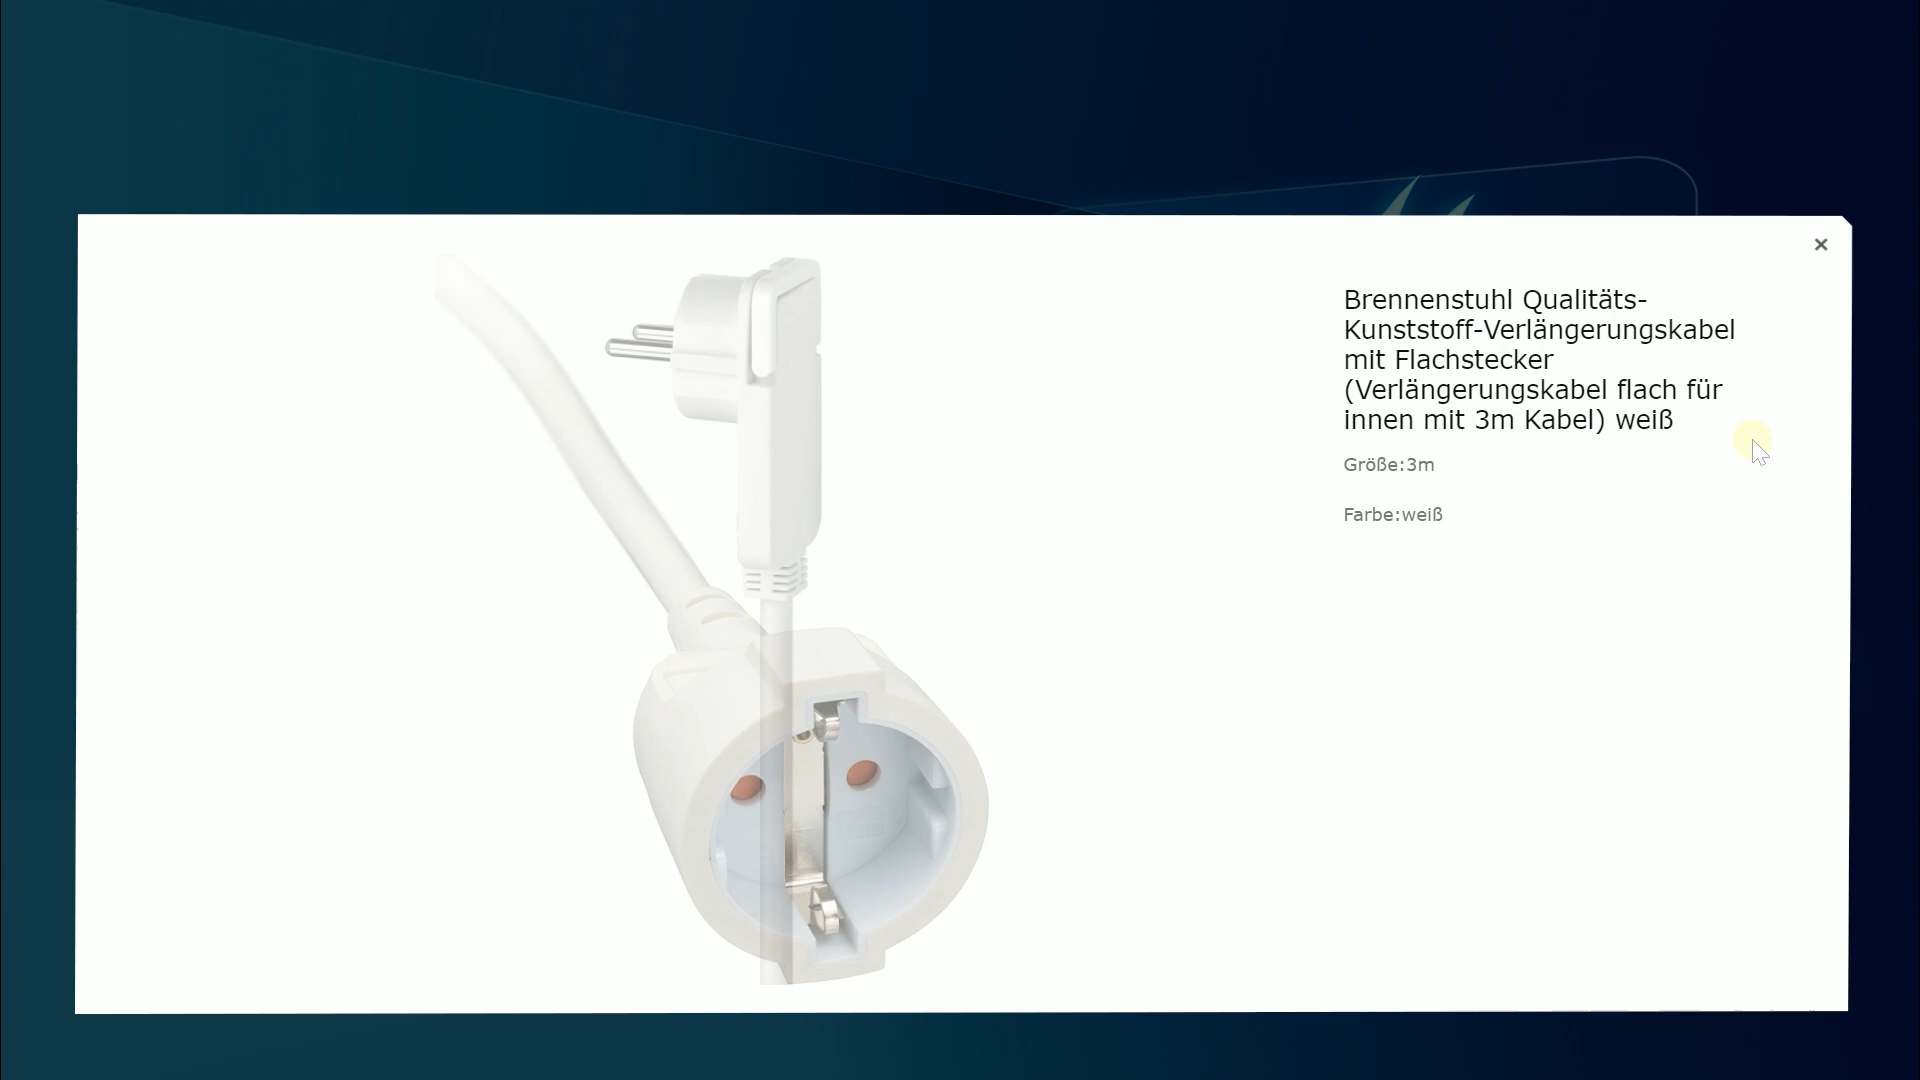 ×
Brennenstuhl Qualitäts-
Kunststoff-Verlängerungskabel
mit Flachstecker
(Verlängerungskabel flach für
innen mit 3m Kabel) weiß
Größe:3m
Farbe:weiß